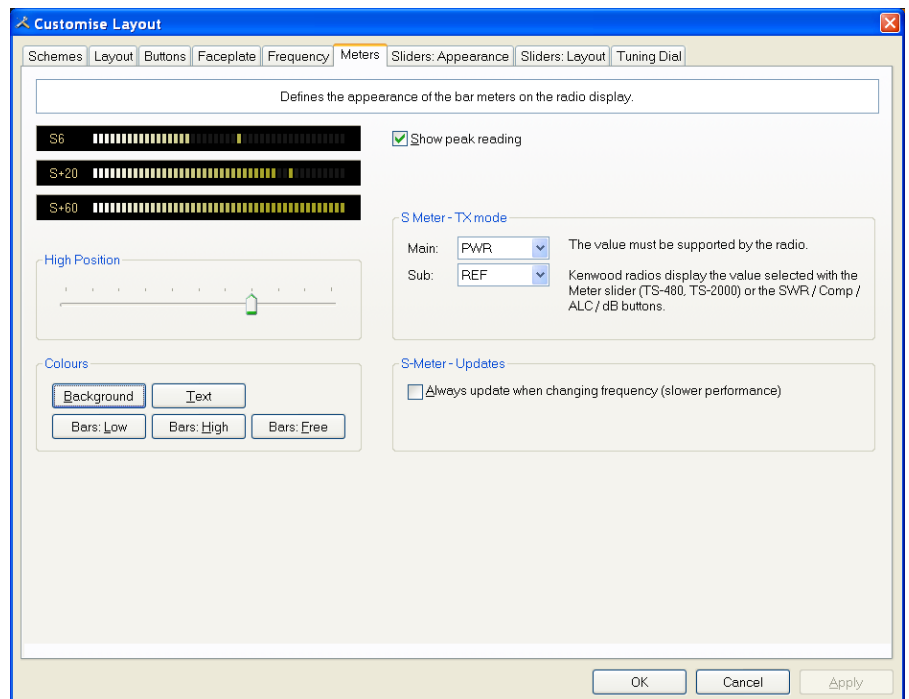 Customise Layout
Schemes Layout Buttons Faceplate Frequency Meters Sliders: Appearance Sliders: Layout Tuning Dial
Defines the appearance of the bar meters on the radio display.
S6
S+20
S+60
Show peak reading
S Meter - TX mode
Main: PWR
The value must be supported by the radio.
Sub: REF
Kenwood radios display the value selected with the
Meter slider (TS-480, TS-2000) or the SWR / Comp /
ALC / dB buttons.
High Position
Colours
Background Text
Bars: Low Bars: High Bars: Free
S-Meter - Updates
Always update when changing frequency (slower performance)
OK Cancel Apply